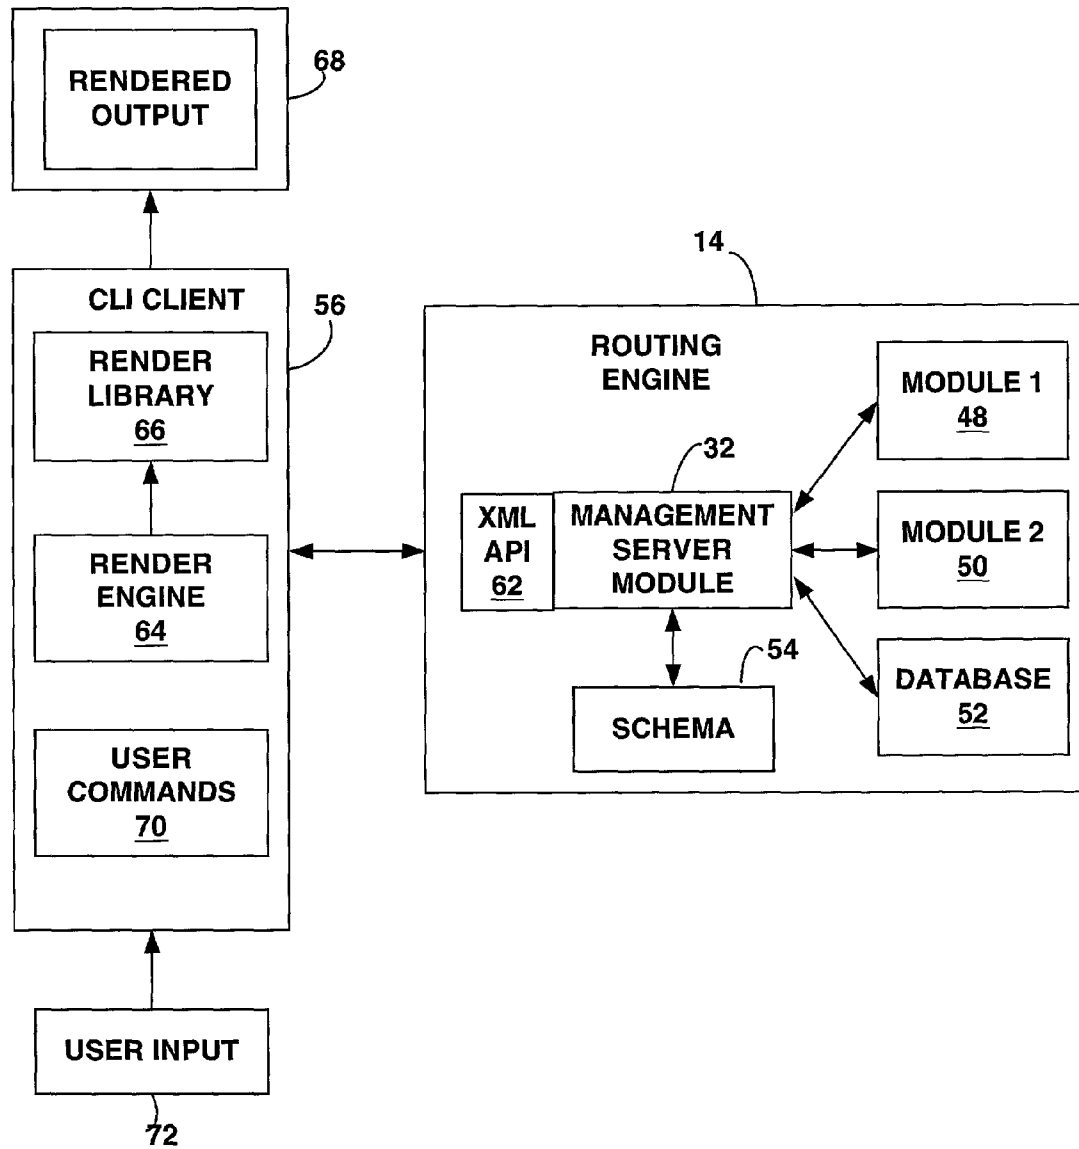 RENDERED
OUTPUT
68
CLI CLIENT
56
RENDER
LIBRARY
66
RENDER
ENGINE
64
USER
COMMANDS
70
USER INPUT
72
14
ROUTING
ENGINE
32
XML
API
62
MANAGEMENT
SERVER
MODULE
54
SCHEMA
MODULE 1
48
MODULE 2
50
DATABASE
52